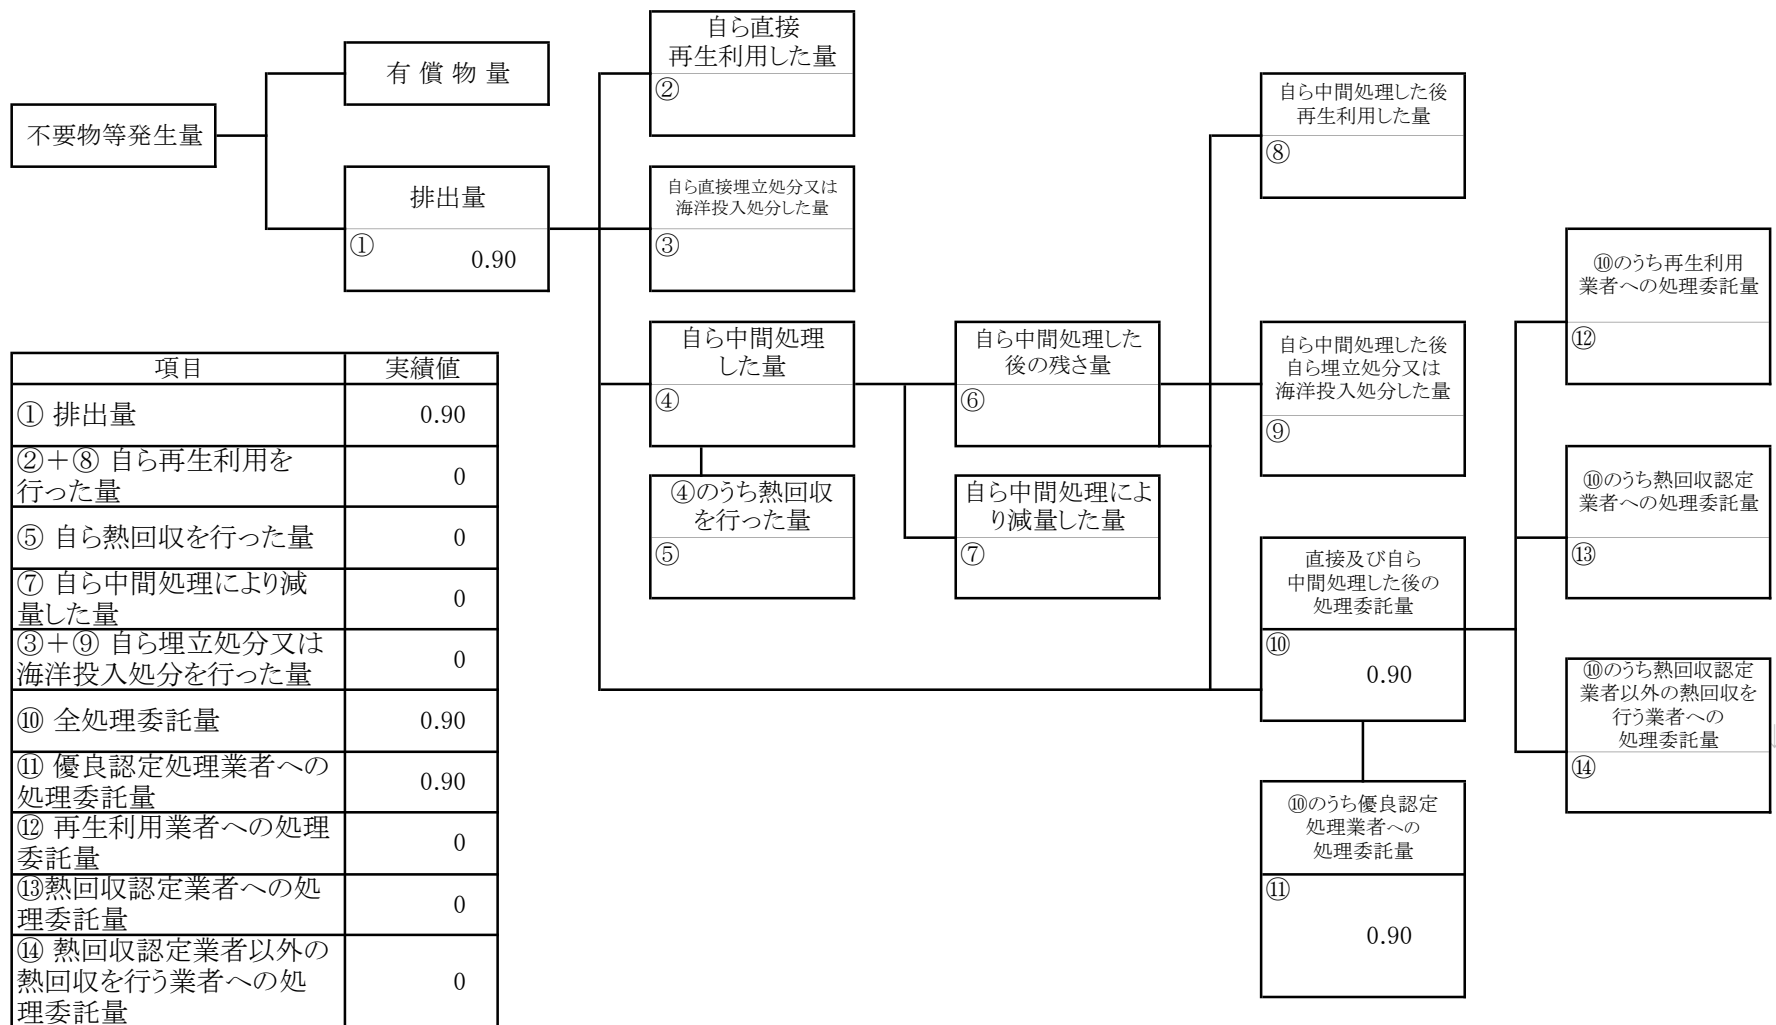 不要物等発生量
有 償 物 量
排出量
①
0.90
自ら直接
再生利用した量
②
自ら直接埋立処分又は
海洋投入処分した量
③
自ら中間処理
した量
④
④のうち熱回収
を行った量
⑤
自ら中間処理した
後の残さ量
⑥
自ら中間処理によ
り減量した量
⑦
自ら中間処理した後
再生利用した量
⑧
自ら中間処理した後
自ら埋立処分又は
海洋投入処分した量
⑨
直接及び自ら
中間処理した後の
処理委託量
⑩
0.90
⑩のうち優良認定
処理業者への
処理委託量
⑪
0.90
⑩のうち再生利用
業者への処理委託量
⑫
⑩のうち熱回収認定
業者への処理委託量
⑬
⑩のうち熱回収認定
業者以外の熱回収を
行う業者への
処理委託量
⑭
項目 実績値
① 排出量 0.90
②＋⑧ 自ら再生利用を
行った量 0
⑤ 自ら熱回収を行った量 0
⑦ 自ら中間処理により減
量した量 0
③＋⑨ 自ら埋立処分又は
海洋投入処分を行った量 0
⑩ 全処理委託量 0.90
⑪ 優良認定処理業者への
処理委託量 0.90
⑫ 再生利用業者への処理
委託量 0
⑬熱回収認定業者への処
理委託量 0
⑭ 熱回収認定業者以外の
熱回収を行う業者への処
理委託量 0